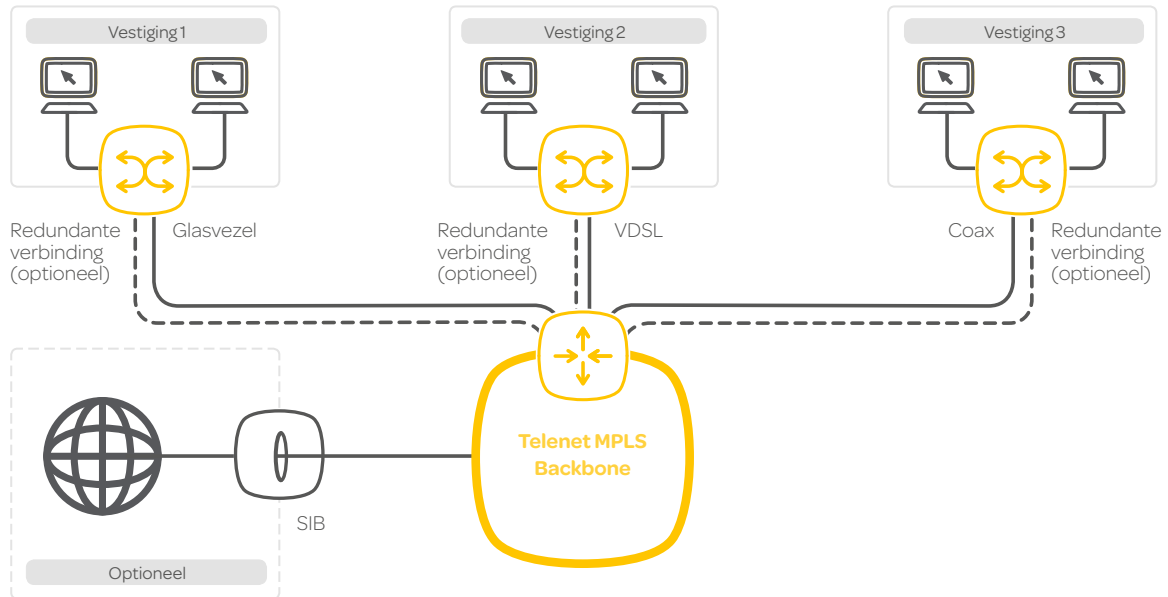 Vestiging 1
Vestiging 2
Vestiging 3
Redundante
verbinding
(optioneel)
Glasvezel
Redundante
verbinding
(optioneel)
VDSL
Coax
Redundante
verbinding
(optioneel)
Telenet MPLS
Backbone
SIB
Optioneel